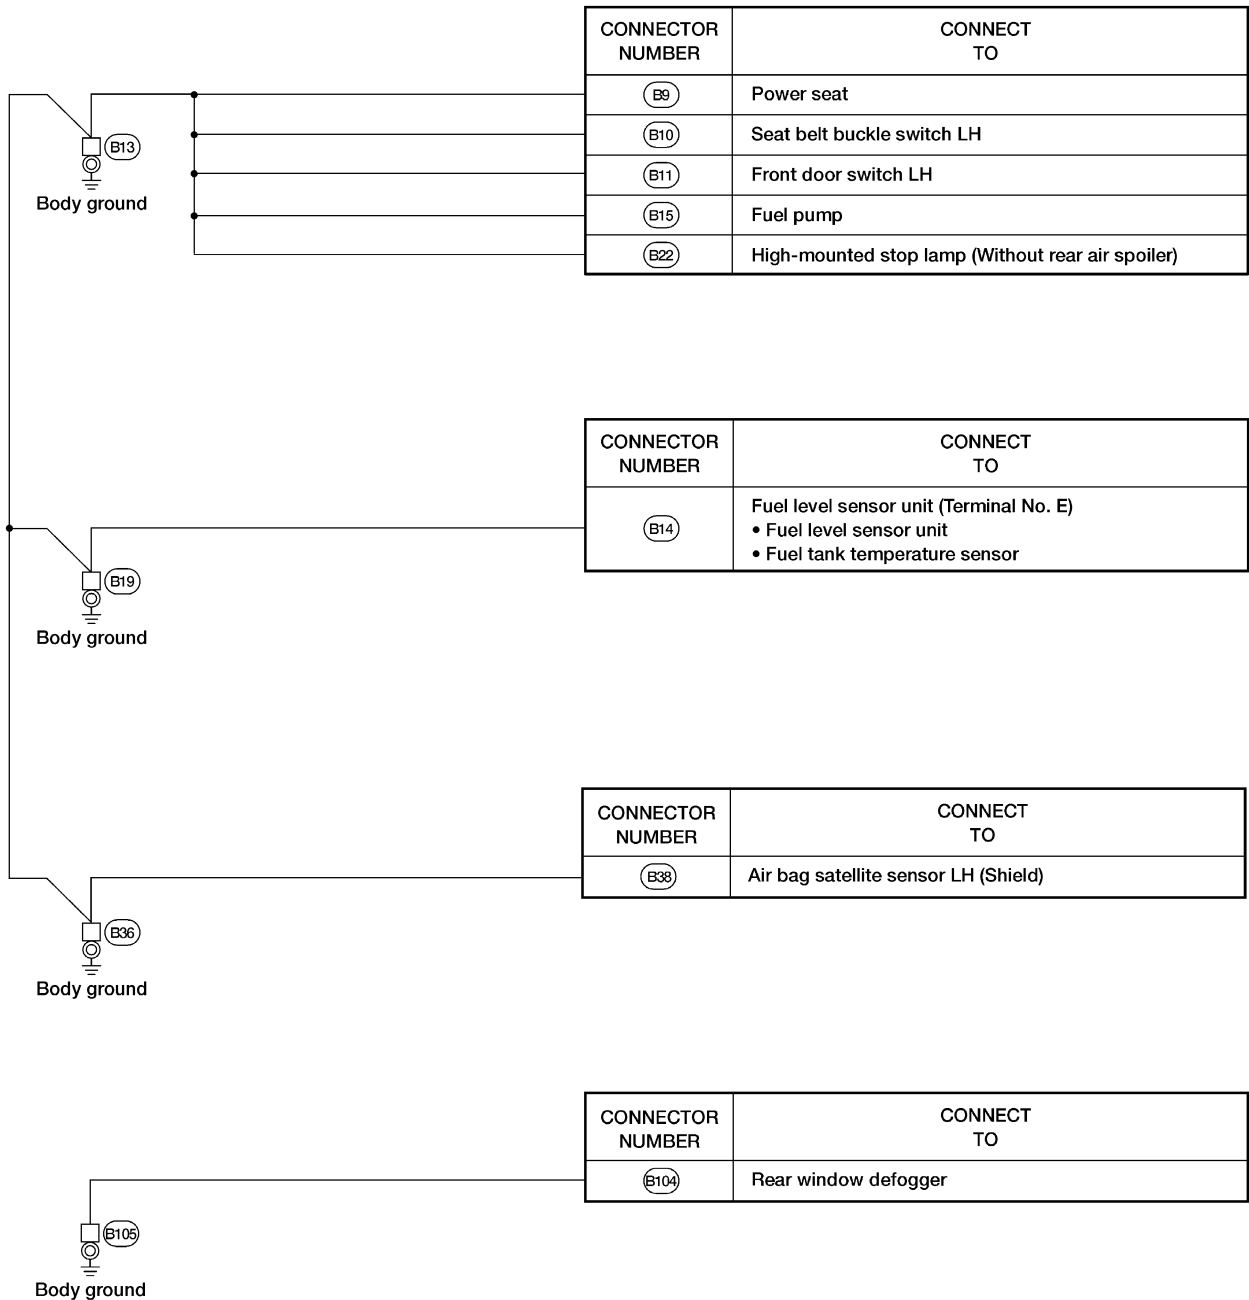 CONNECTOR
NUMBER
CONNECT
TO
B9
Power seat
B10
Seat belt buckle switch LH
B11
Front door switch LH
B15
Fuel pump
B22
High-mounted stop lamp (Without rear air spoiler)
B13
Body ground
CONNECTOR
NUMBER
CONNECT
TO
B14
Fuel level sensor unit (Terminal No. E)
• Fuel level sensor unit
• Fuel tank temperature sensor
B19
Body ground
CONNECTOR
NUMBER
CONNECT
TO
B38
Air bag satellite sensor LH (Shield)
B36
Body ground
CONNECTOR
NUMBER
CONNECT
TO
B104
Rear window defogger
B105
Body ground